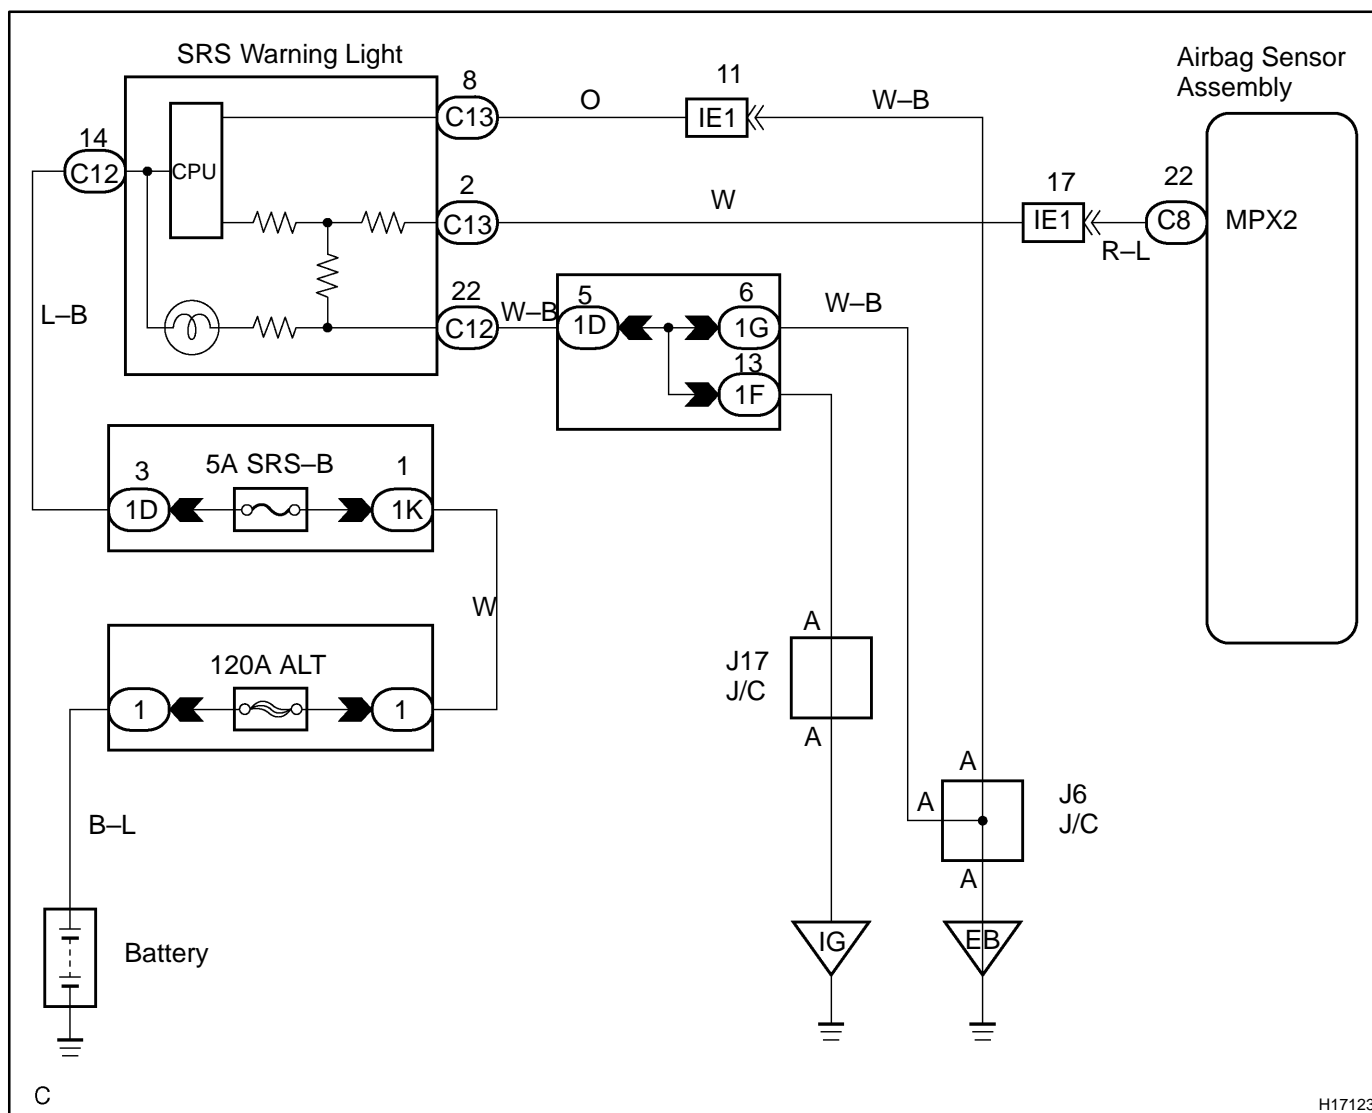 SRS Warning Light
Airbag Sensor
Assembly
8
C13
O
11
IE1
W–B
14
C12
CPU
2
C13
W
17
IE1
R–L
22
C8
MPX2
L–B
22
C12
W–B
5
1D
6
1G
W–B
13
1F
5A SRS–B
3
1D
1
1K
W
120A ALT
1
1
A
J17
J/C
A
A
A
J6
J/C
A
B–L
IG
EB
Battery
C
H17123